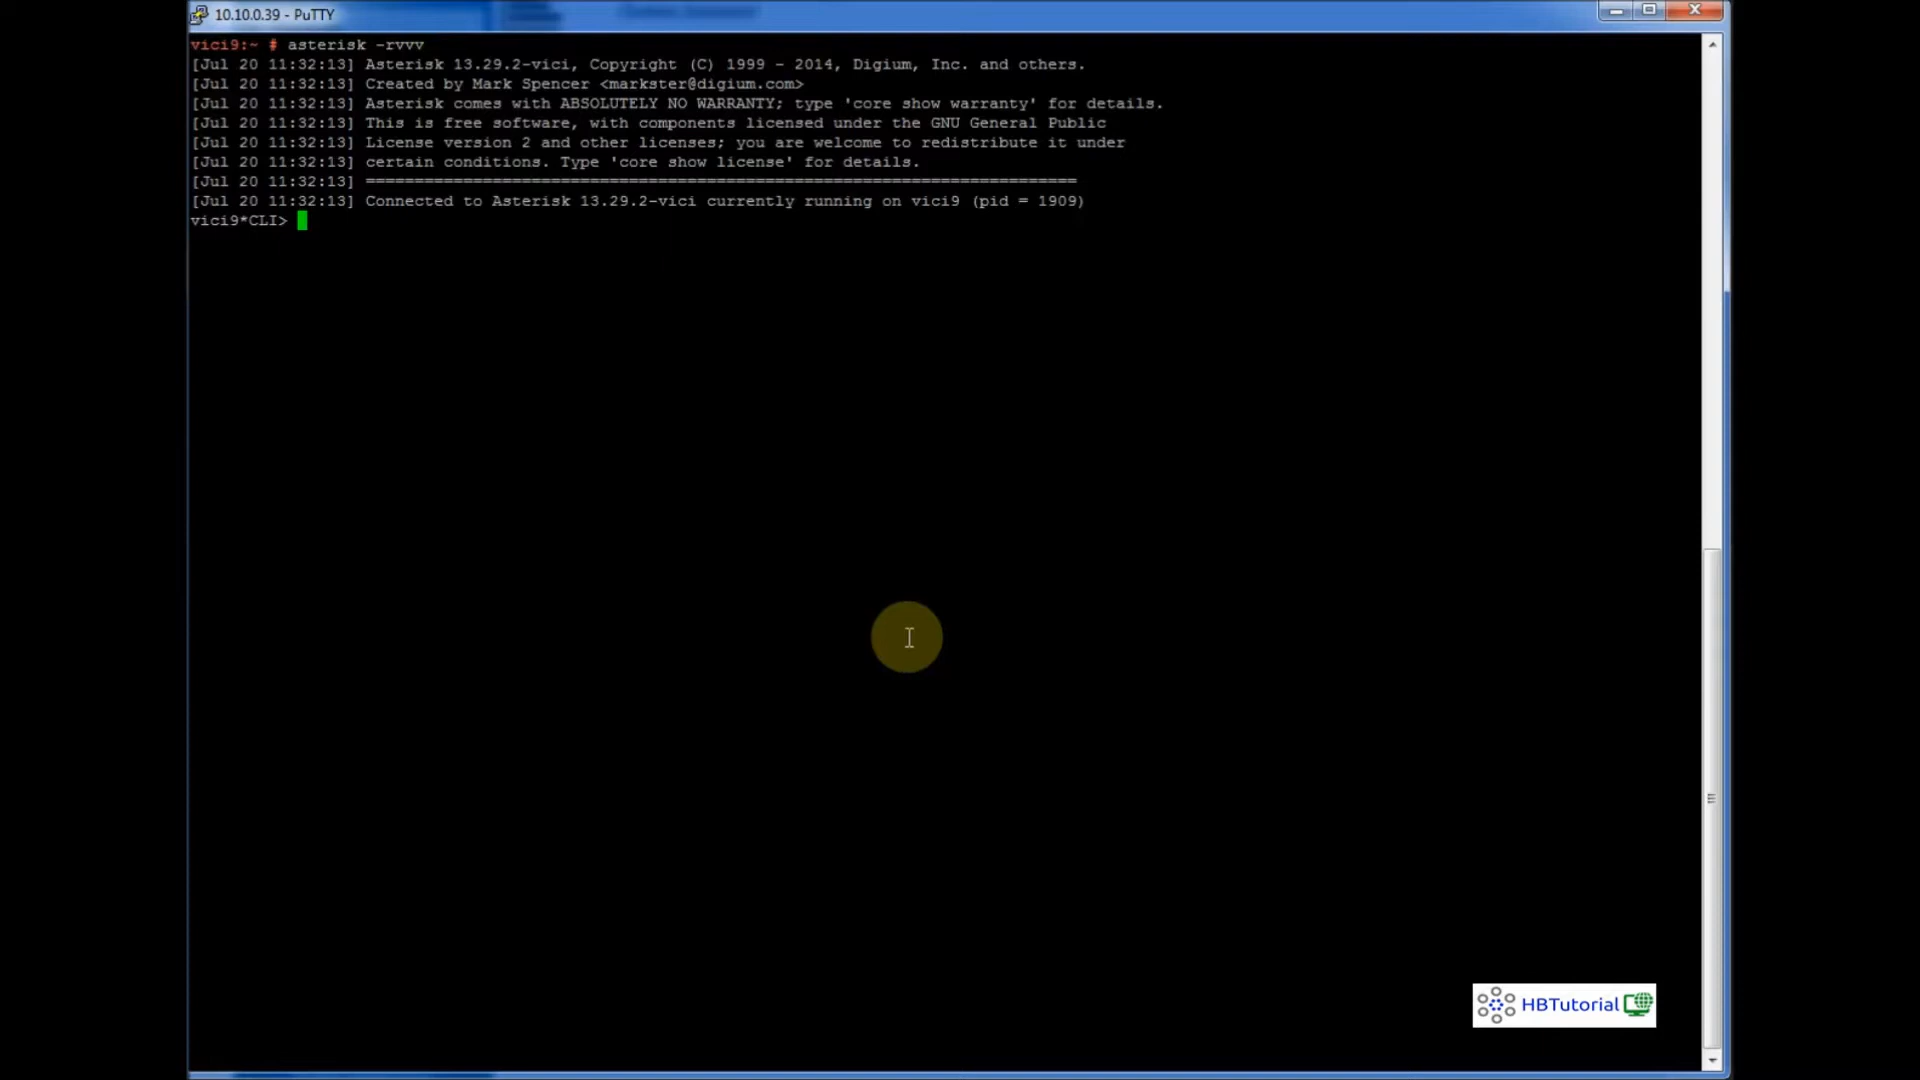 10.10.0.39 - PuTTY
vici9:~ # asterisk -rvvv
[Jul 20 11:32:13] Asterisk 13.29.2-vici, Copyright (C) 1999 - 2014, Digium, Inc. and others.
[Jul 20 11:32:13] Created by Mark Spencer <markster@digium.com>
[Jul 20 11:32:13] Asterisk comes with ABSOLUTELY NO WARRANTY; type 'core show warranty' for details.
[Jul 20 11:32:13] This is free software, with components licensed under the GNU General Public
[Jul 20 11:32:13] License version 2 and other licenses; you are welcome to redistribute it under
[Jul 20 11:32:13] certain conditions. Type 'core show license' for details.
[Jul 20 11:32:13] =========================================================================
[Jul 20 11:32:13] Connected to Asterisk 13.29.2-vici currently running on vici9 (pid = 1909)
vici9*CLI>
HBTutorial